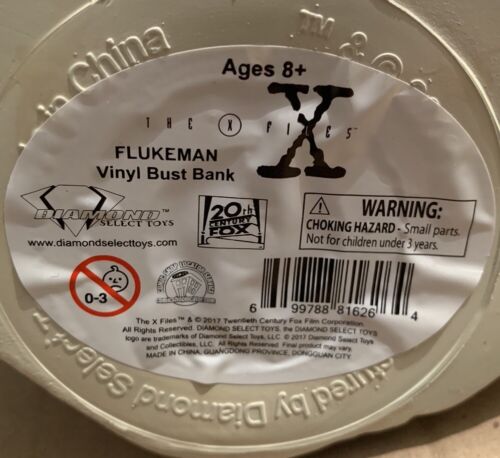 in China
™ & ©
Ages 8+
THE X FILES™
X
FLUKEMAN
Vinyl Bust Bank
DIAMOND
SELECT TOYS
www.diamondselecttoys.com
20th
CENTURY
FOX
WARNING:
CHOKING HAZARD - Small parts.
Not for children under 3 years.
0-3
6 99788 81626 4
The X Files™ & © 2017 Twentieth Century Fox Film Corporation.
All Rights Reserved. DIAMOND SELECT TOYS, the DIAMOND SELECT TOYS
logo are trademarks of Diamond Select Toys LLC. © 2017 Diamond Select Toys
and Collectibles, LLC. All Rights Reserved. Final product may vary.
MADE IN CHINA, GUANGDONG PROVINCE, DONGGUAN CITY.
tured by Diamond Select